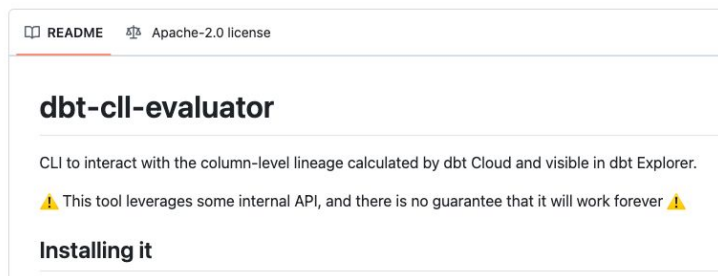 README Apache-2.0 license
dbt-cll-evaluator
CLI to interact with the column-level lineage calculated by dbt Cloud and visible in dbt Explorer.
⚠️ This tool leverages some internal API, and there is no guarantee that it will work forever ⚠️
Installing it